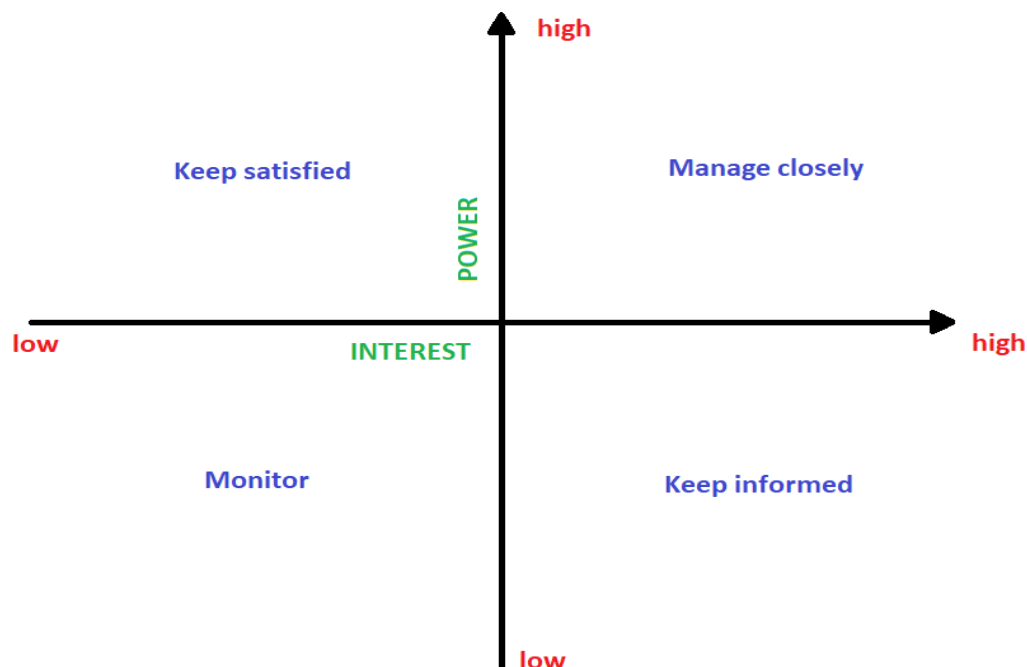 high
Keep satisfied
Manage closely
POWER
low
INTEREST
high
Monitor
Keep informed
low